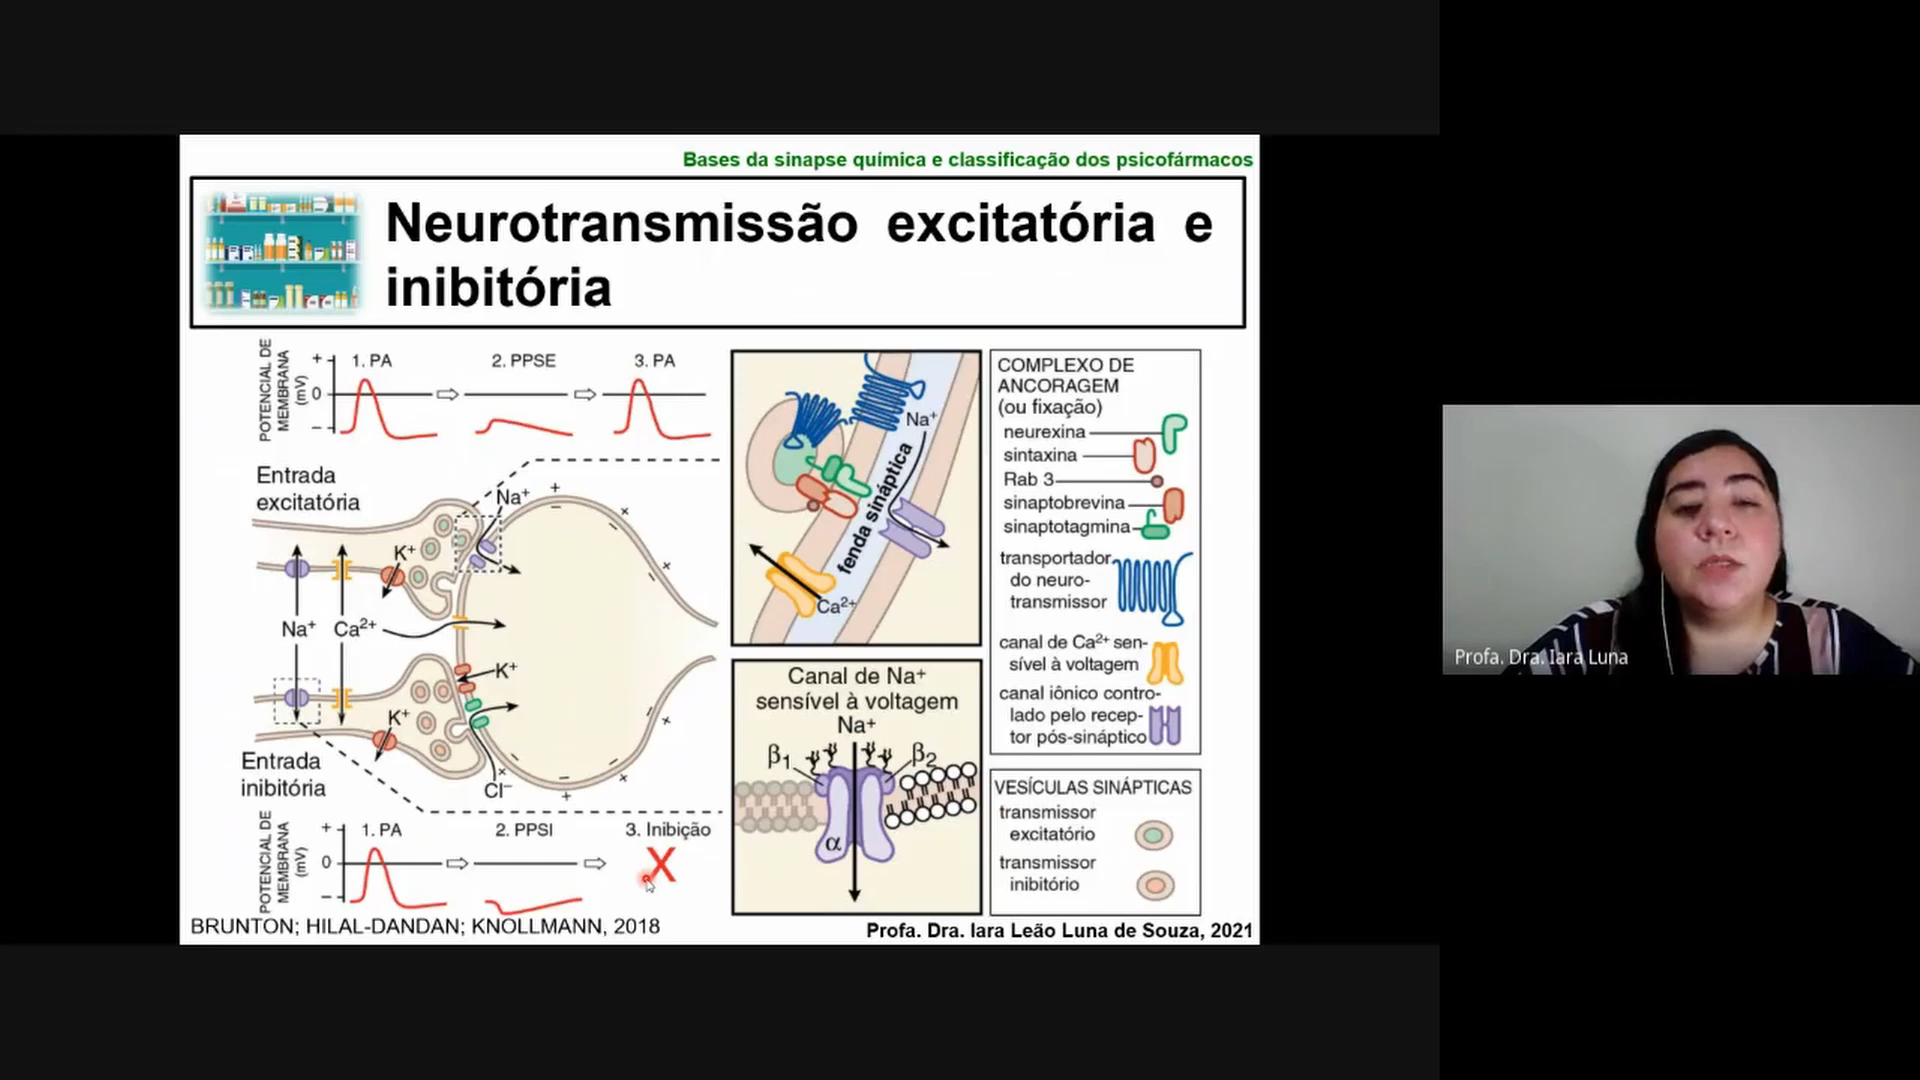 Bases da sinapse química e classificação dos psicofármacos
Neurotransmissão excitatória e
inibitória
POTENCIAL DE
MEMBRANA
(mV)
+
0
−
1. PA
2. PPSE
3. PA
Entrada
excitatória
Na⁺
+
−
+
−
+
−
K⁺
Na⁺
Ca²⁺
K⁺
K⁺
Entrada
inibitória
Cl⁻
+
−
−
+
−
+
−
+
POTENCIAL DE
MEMBRANA
(mV)
+
0
−
1. PA
2. PPSI
3. Inibição
X
BRUNTON; HILAL-DANDAN; KNOLLMANN, 2018
Na⁺
fenda sináptica
Ca²⁺
Canal de Na⁺
sensível à voltagem
Na⁺
β₁
β₂
α
COMPLEXO DE
ANCORAGEM
(ou fixação)
neurexina
sintaxina
Rab 3
sinaptobrevina
sinaptotagmina
transportador
do neuro-
transmissor
canal de Ca²⁺ sen-
sível à voltagem
canal iônico contro-
lado pelo recep-
tor pós-sináptico
VESÍCULAS SINÁPTICAS
transmissor
excitatório
transmissor
inibitório
Profa. Dra. Iara Leão Luna de Souza, 2021
Profa. Dra. Iara Luna